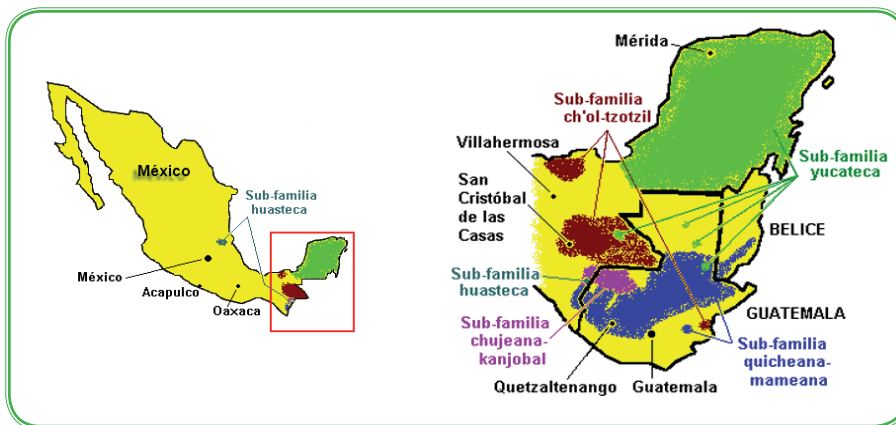 México
Sub-familia
huasteca
México
Acapulco
Oaxaca
Mérida
Sub-familia
ch'ol-tzotzil
Villahermosa
San
Cristóbal
de las
Casas
Sub-familia
yucateca
BELICE
Sub-familia
huasteca
GUATEMALA
Sub-familia
chujeana-
kanjobal
Sub-familia
quicheana-
mameana
Quetzaltenango
Guatemala